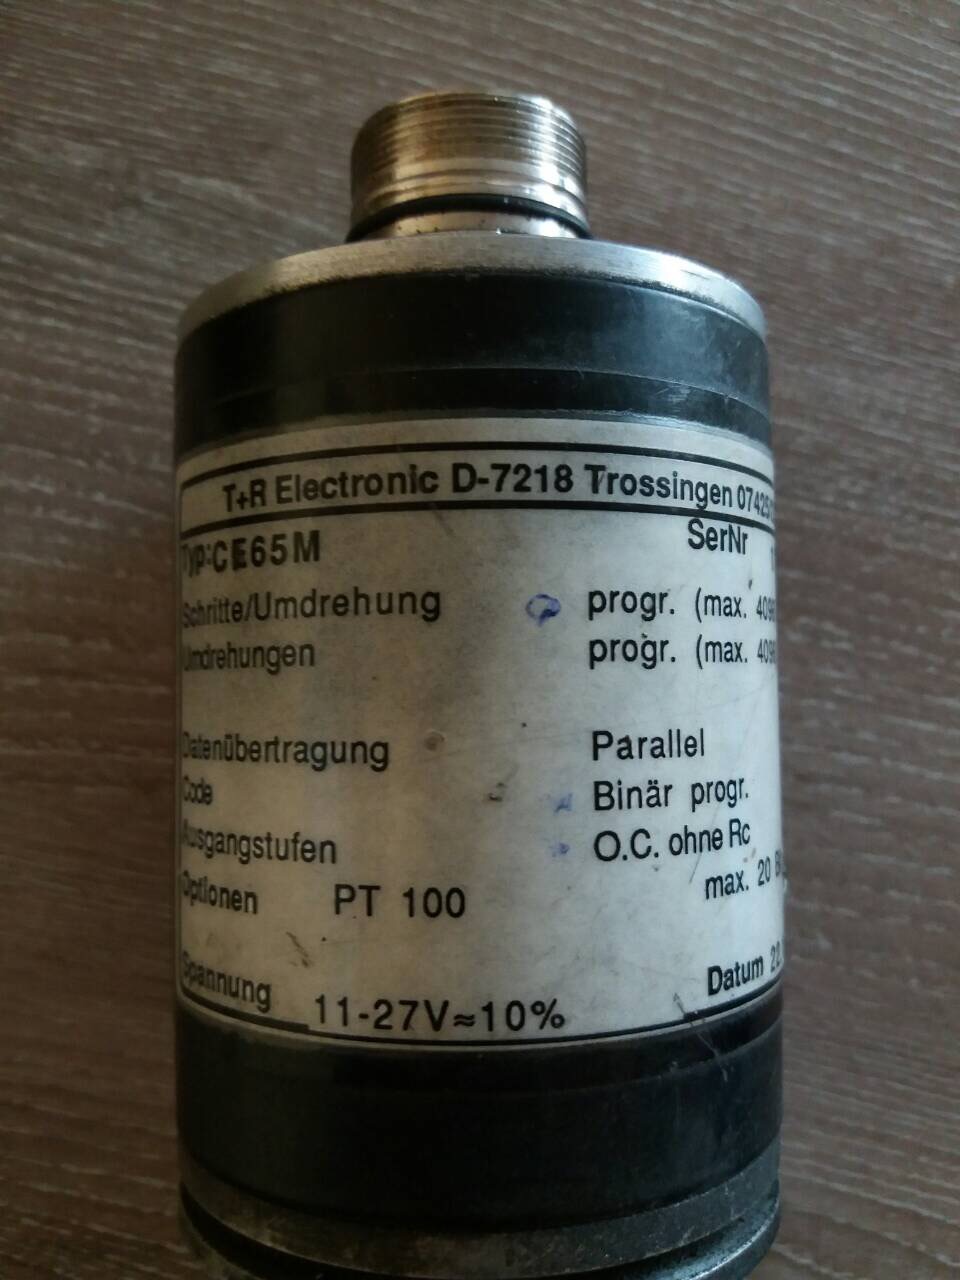 T+R Electronic D-7218 Trossingen
Typ:CE65M SerNr
Schritte/Umdrehung progr. (max.
Umdrehungen progr. (max.
Datenübertragung Parallel
Code Binär progr.
Ausgangstufen O.C. ohne Rc
max. 20
Optionen PT 100
Spannung 11-27V≈10% Datum